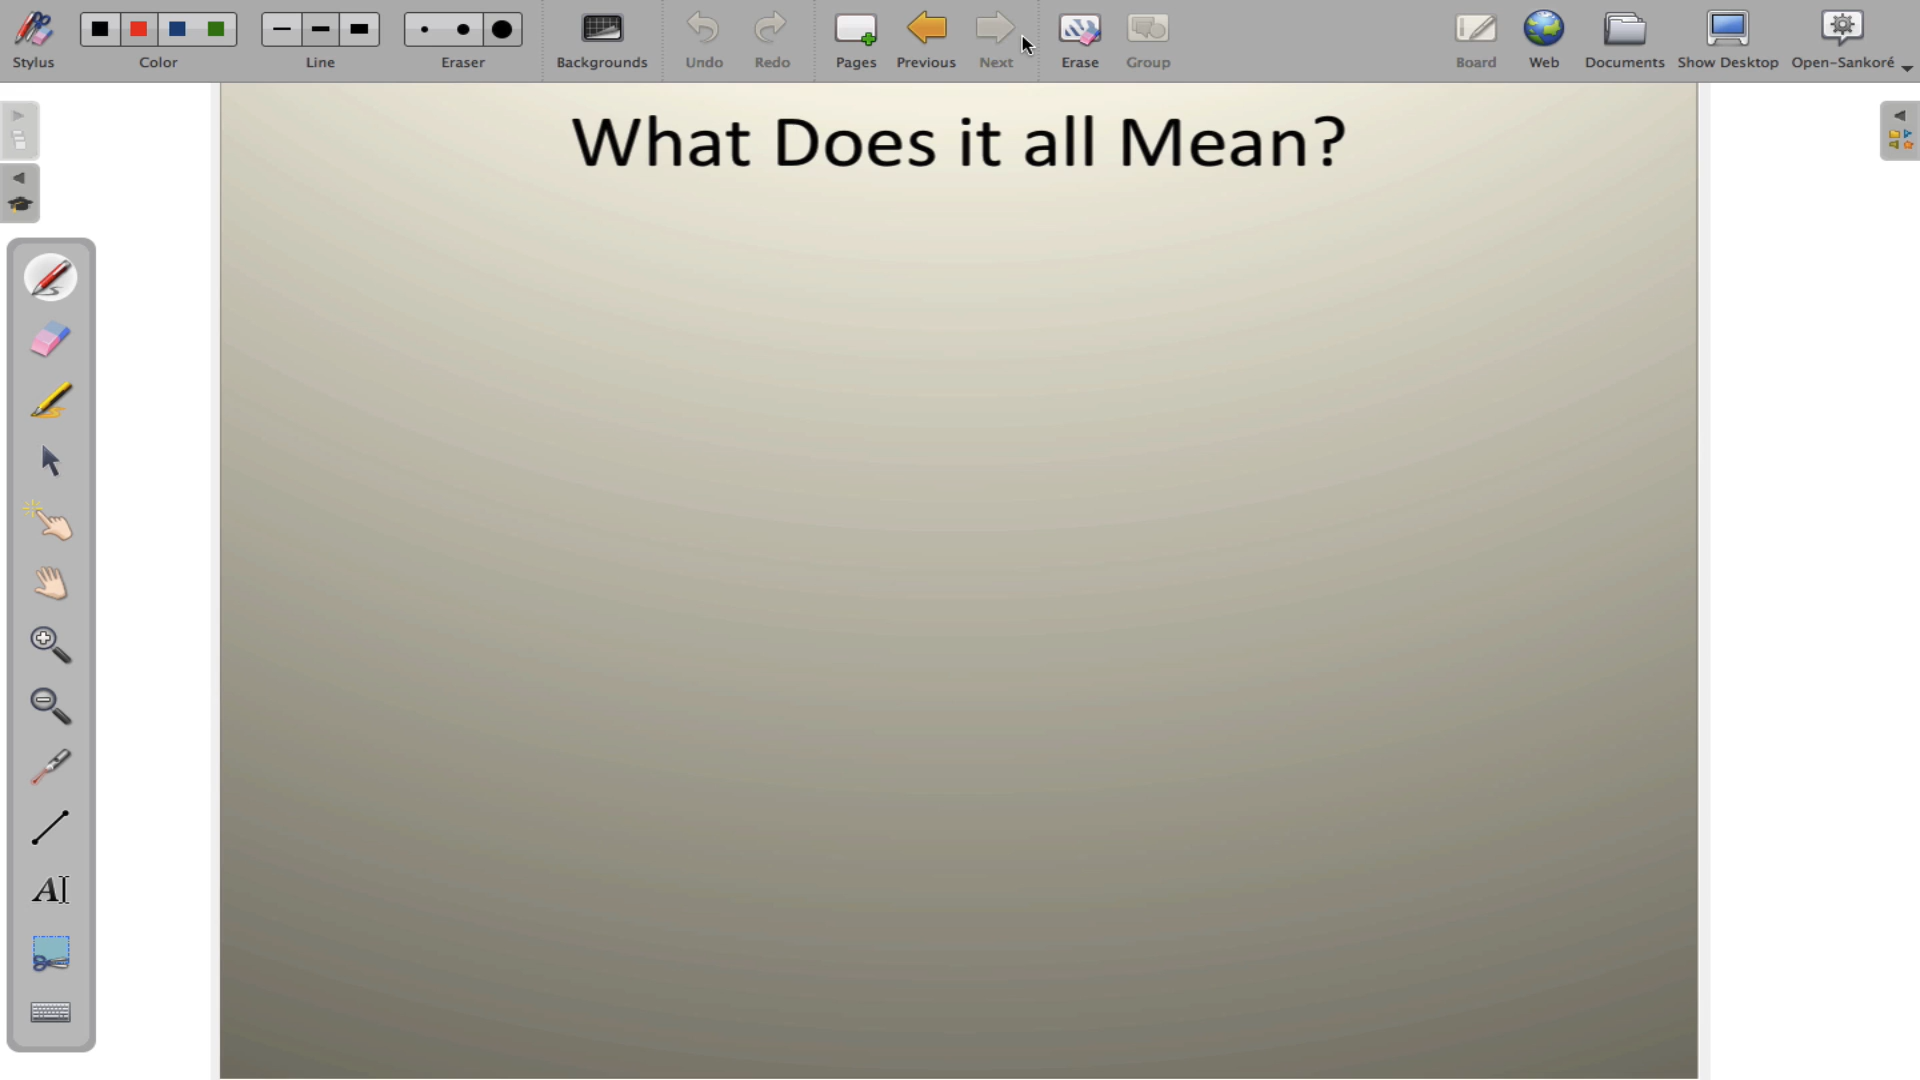 Stylus
Color
Line
Eraser
Backgrounds
Undo
Redo
Pages
Previous
Next
Erase
Group
Board
Web
Documents
Show Desktop
Open-Sankoré
What Does it all Mean?
AI